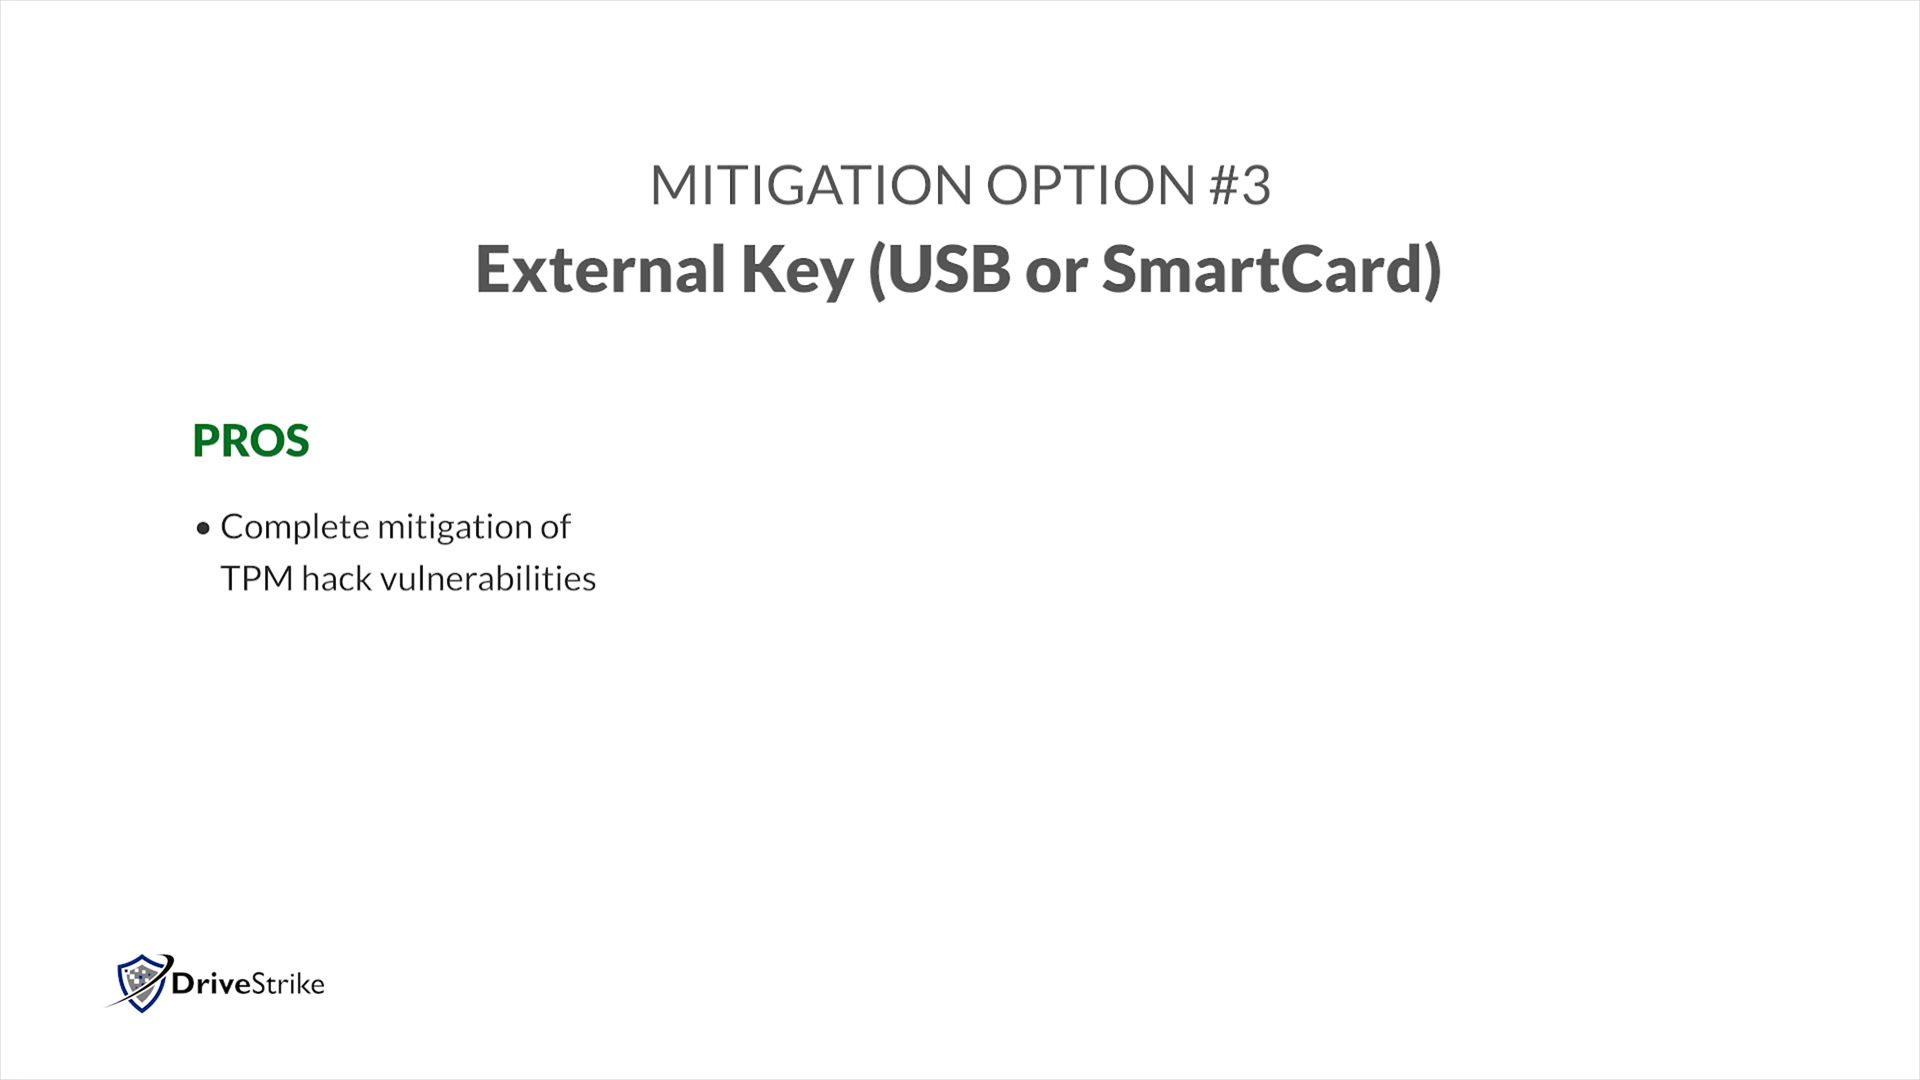 MITIGATION OPTION #3
External Key (USB or SmartCard)
PROS
• Complete mitigation of
TPM hack vulnerabilities
DriveStrike